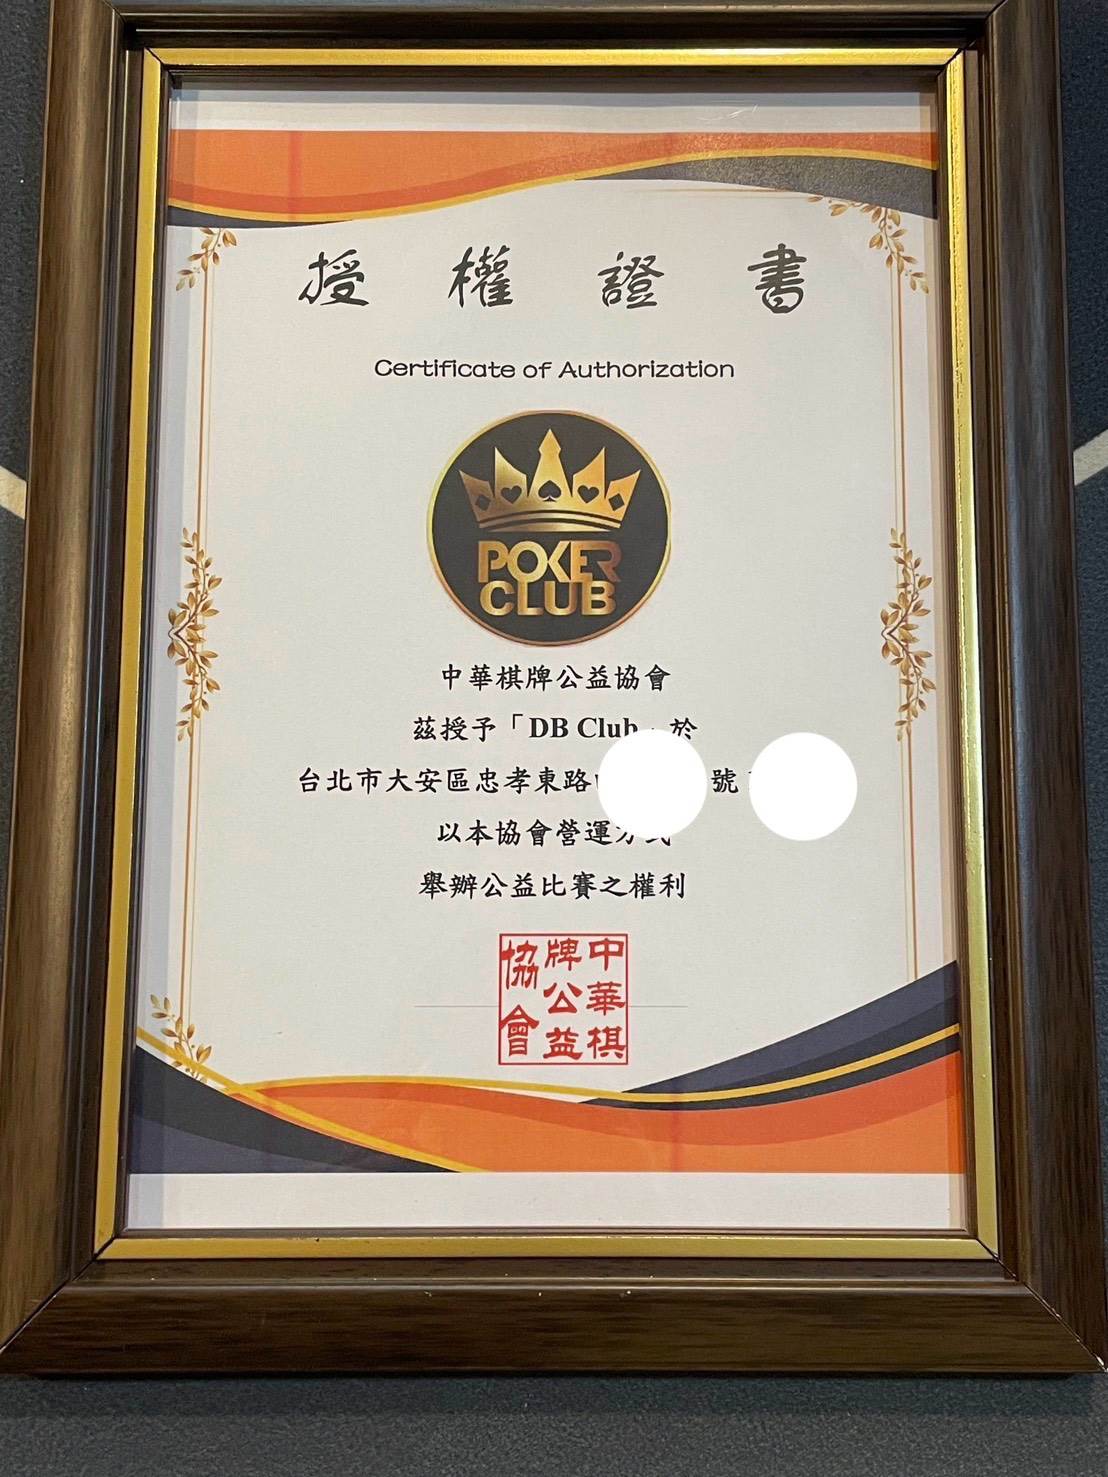 授權證書
Certificate of Authorization
POKER
CLUB
中華棋牌公益協會
茲授予「DB Club」於
台北市大安區忠孝東路 號
以本協會營運方式
舉辦公益比賽之權利
中華棋
牌公益
協會